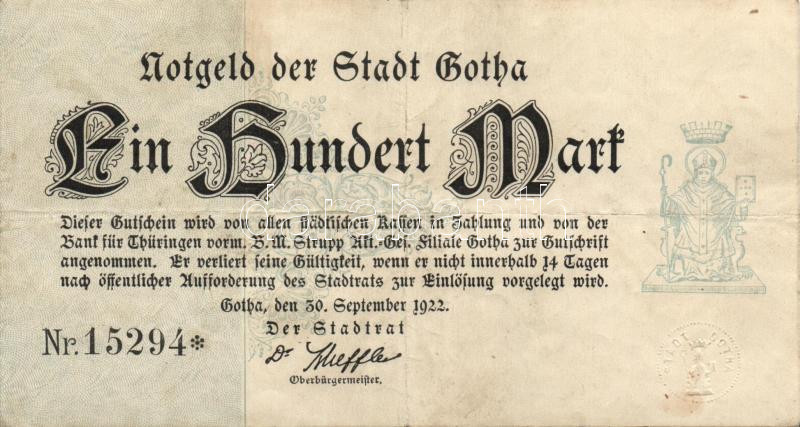 Notgeld der Stadt Gotha
Ein Hundert Mark
Dieser Gutschein wird von allen städtischen Kassen in Zahlung und von der
Bank für Thüringen vorm. B. M. Strupp Akt.-Ges. Filiale Gotha zur Gutschrift
angenommen. Er verliert seine Gültigkeit, wenn er nicht innerhalb 14 Tagen
nach öffentlicher Aufforderung des Stadtrats zur Einlösung vorgelegt wird.
Gotha, den 30. September 1922.
Der Stadtrat
Nr. 15294*
Dr Scheffler
Oberbürgermeister.